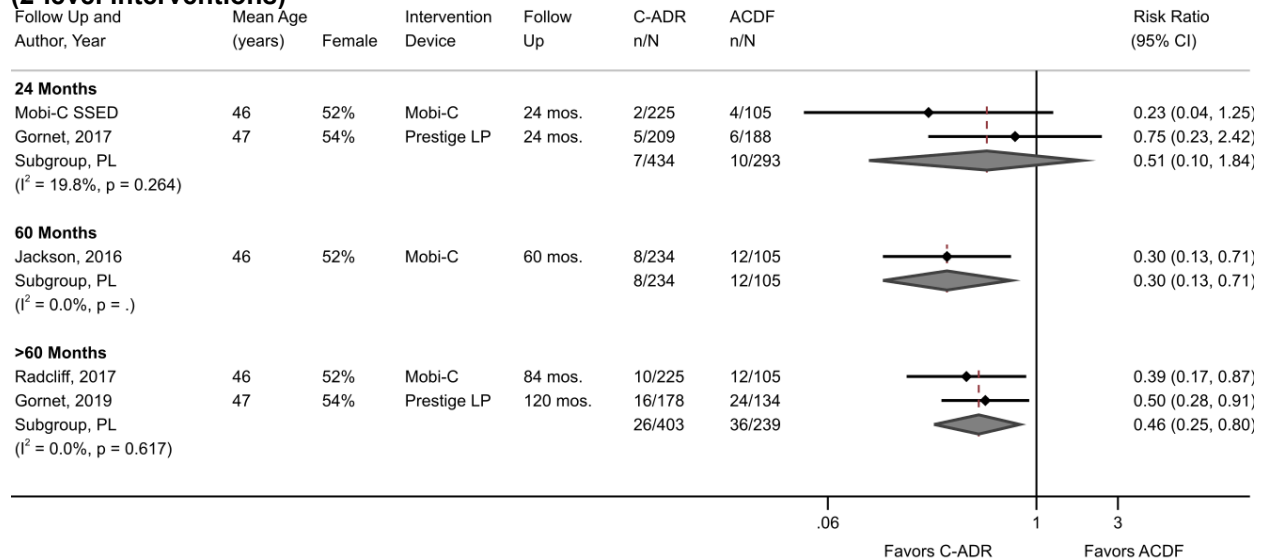 (2-level interventions)
Follow Up and Mean Age Intervention Follow C-ADR ACDF Risk Ratio
Author, Year (years) Female Device Up n/N n/N (95% CI)
24 Months
Mobi-C SSED 46 52% Mobi-C 24 mos. 2/225 4/105 0.23 (0.04, 1.25)
Gornet, 2017 47 54% Prestige LP 24 mos. 5/209 6/188 0.75 (0.23, 2.42)
Subgroup, PL 7/434 10/293 0.51 (0.10, 1.84)
(I² = 19.8%, p = 0.264)
60 Months
Jackson, 2016 46 52% Mobi-C 60 mos. 8/234 12/105 0.30 (0.13, 0.71)
Subgroup, PL 8/234 12/105 0.30 (0.13, 0.71)
(I² = 0.0%, p = .)
>60 Months
Radcliff, 2017 46 52% Mobi-C 84 mos. 10/225 12/105 0.39 (0.17, 0.87)
Gornet, 2019 47 54% Prestige LP 120 mos. 16/178 24/134 0.50 (0.28, 0.91)
Subgroup, PL 26/403 36/239 0.46 (0.25, 0.80)
(I² = 0.0%, p = 0.617)
.06 1 3
Favors C-ADR Favors ACDF